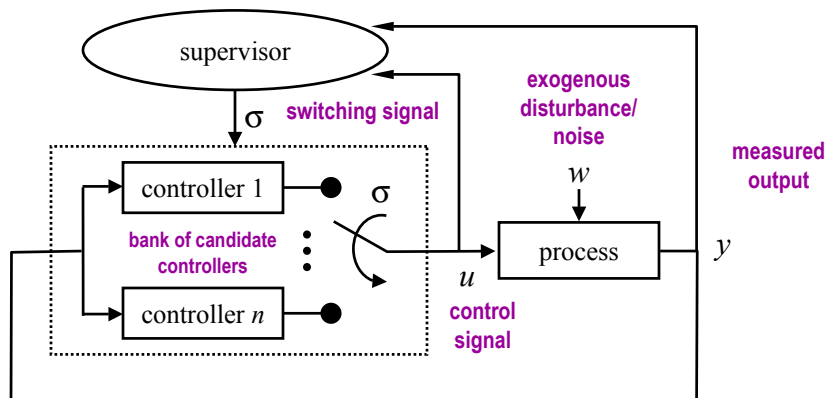 supervisor
σ
switching signal
exogenous
disturbance/
noise
measured
output
w
controller 1
σ
bank of candidate
controllers
process
y
u
controller n
control
signal